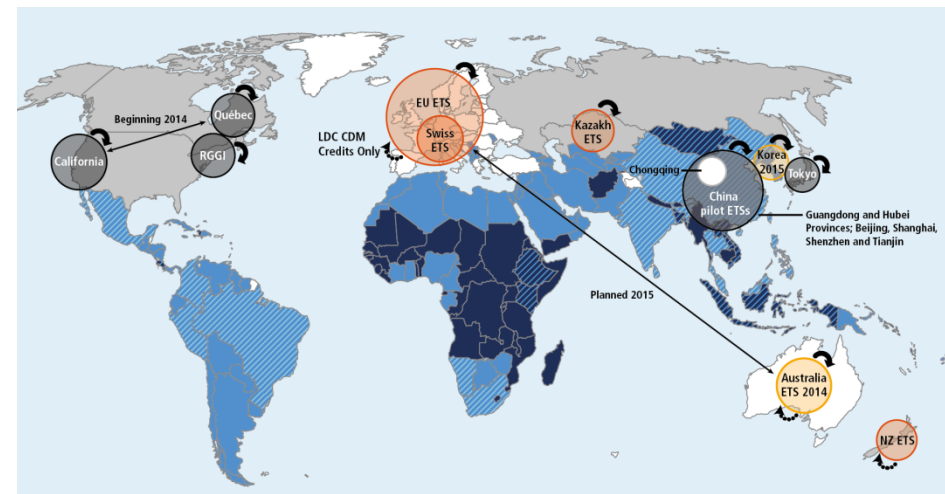 Québec
Beginning 2014
California
RGGI
EU ETS
Swiss
ETS
LDC CDM
Credits Only
Kazakh
ETS
Chongqing
Korea
2015
Tokyo
China
pilot ETSs
Guangdong and Hubei
Provinces; Beijing, Shanghai,
Shenzhen and Tianjin
Planned 2015
Australia
ETS 2014
NZ ETS